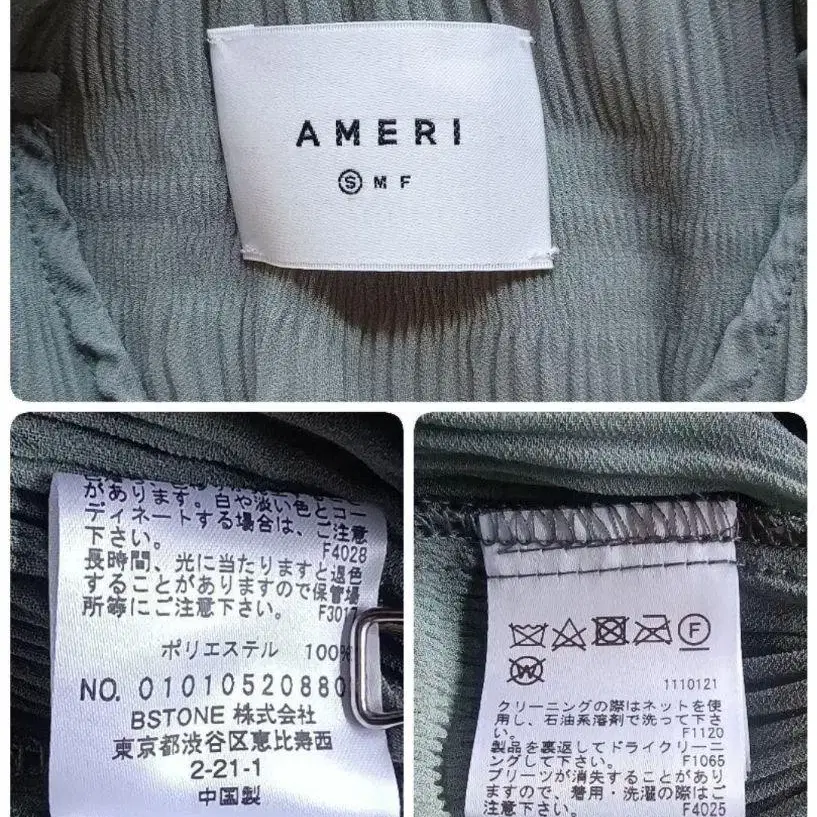 AMERI
Ⓢ M F
があります。白や淡い色とコー
ディネートする場合は、ご注意
下さい。
F4028
長時間、光に当たりますと退色
することがありますので保管場
所等にご注意下さい。 F3017
ポリエステル 100%
NO. 01010520880
BSTONE 株式会社
東京都渋谷区恵比寿西
2-21-1
中国製
F
W
1110121
クリーニングの際はネットを使
用し、石油系溶剤で洗って下さ
い。 F1120
製品を裏返してドライクリーニ
ングして下さい。 F1065
プリーツが消失することがあり
ますので、着用・洗濯の際はご
注意下さい。 F4025